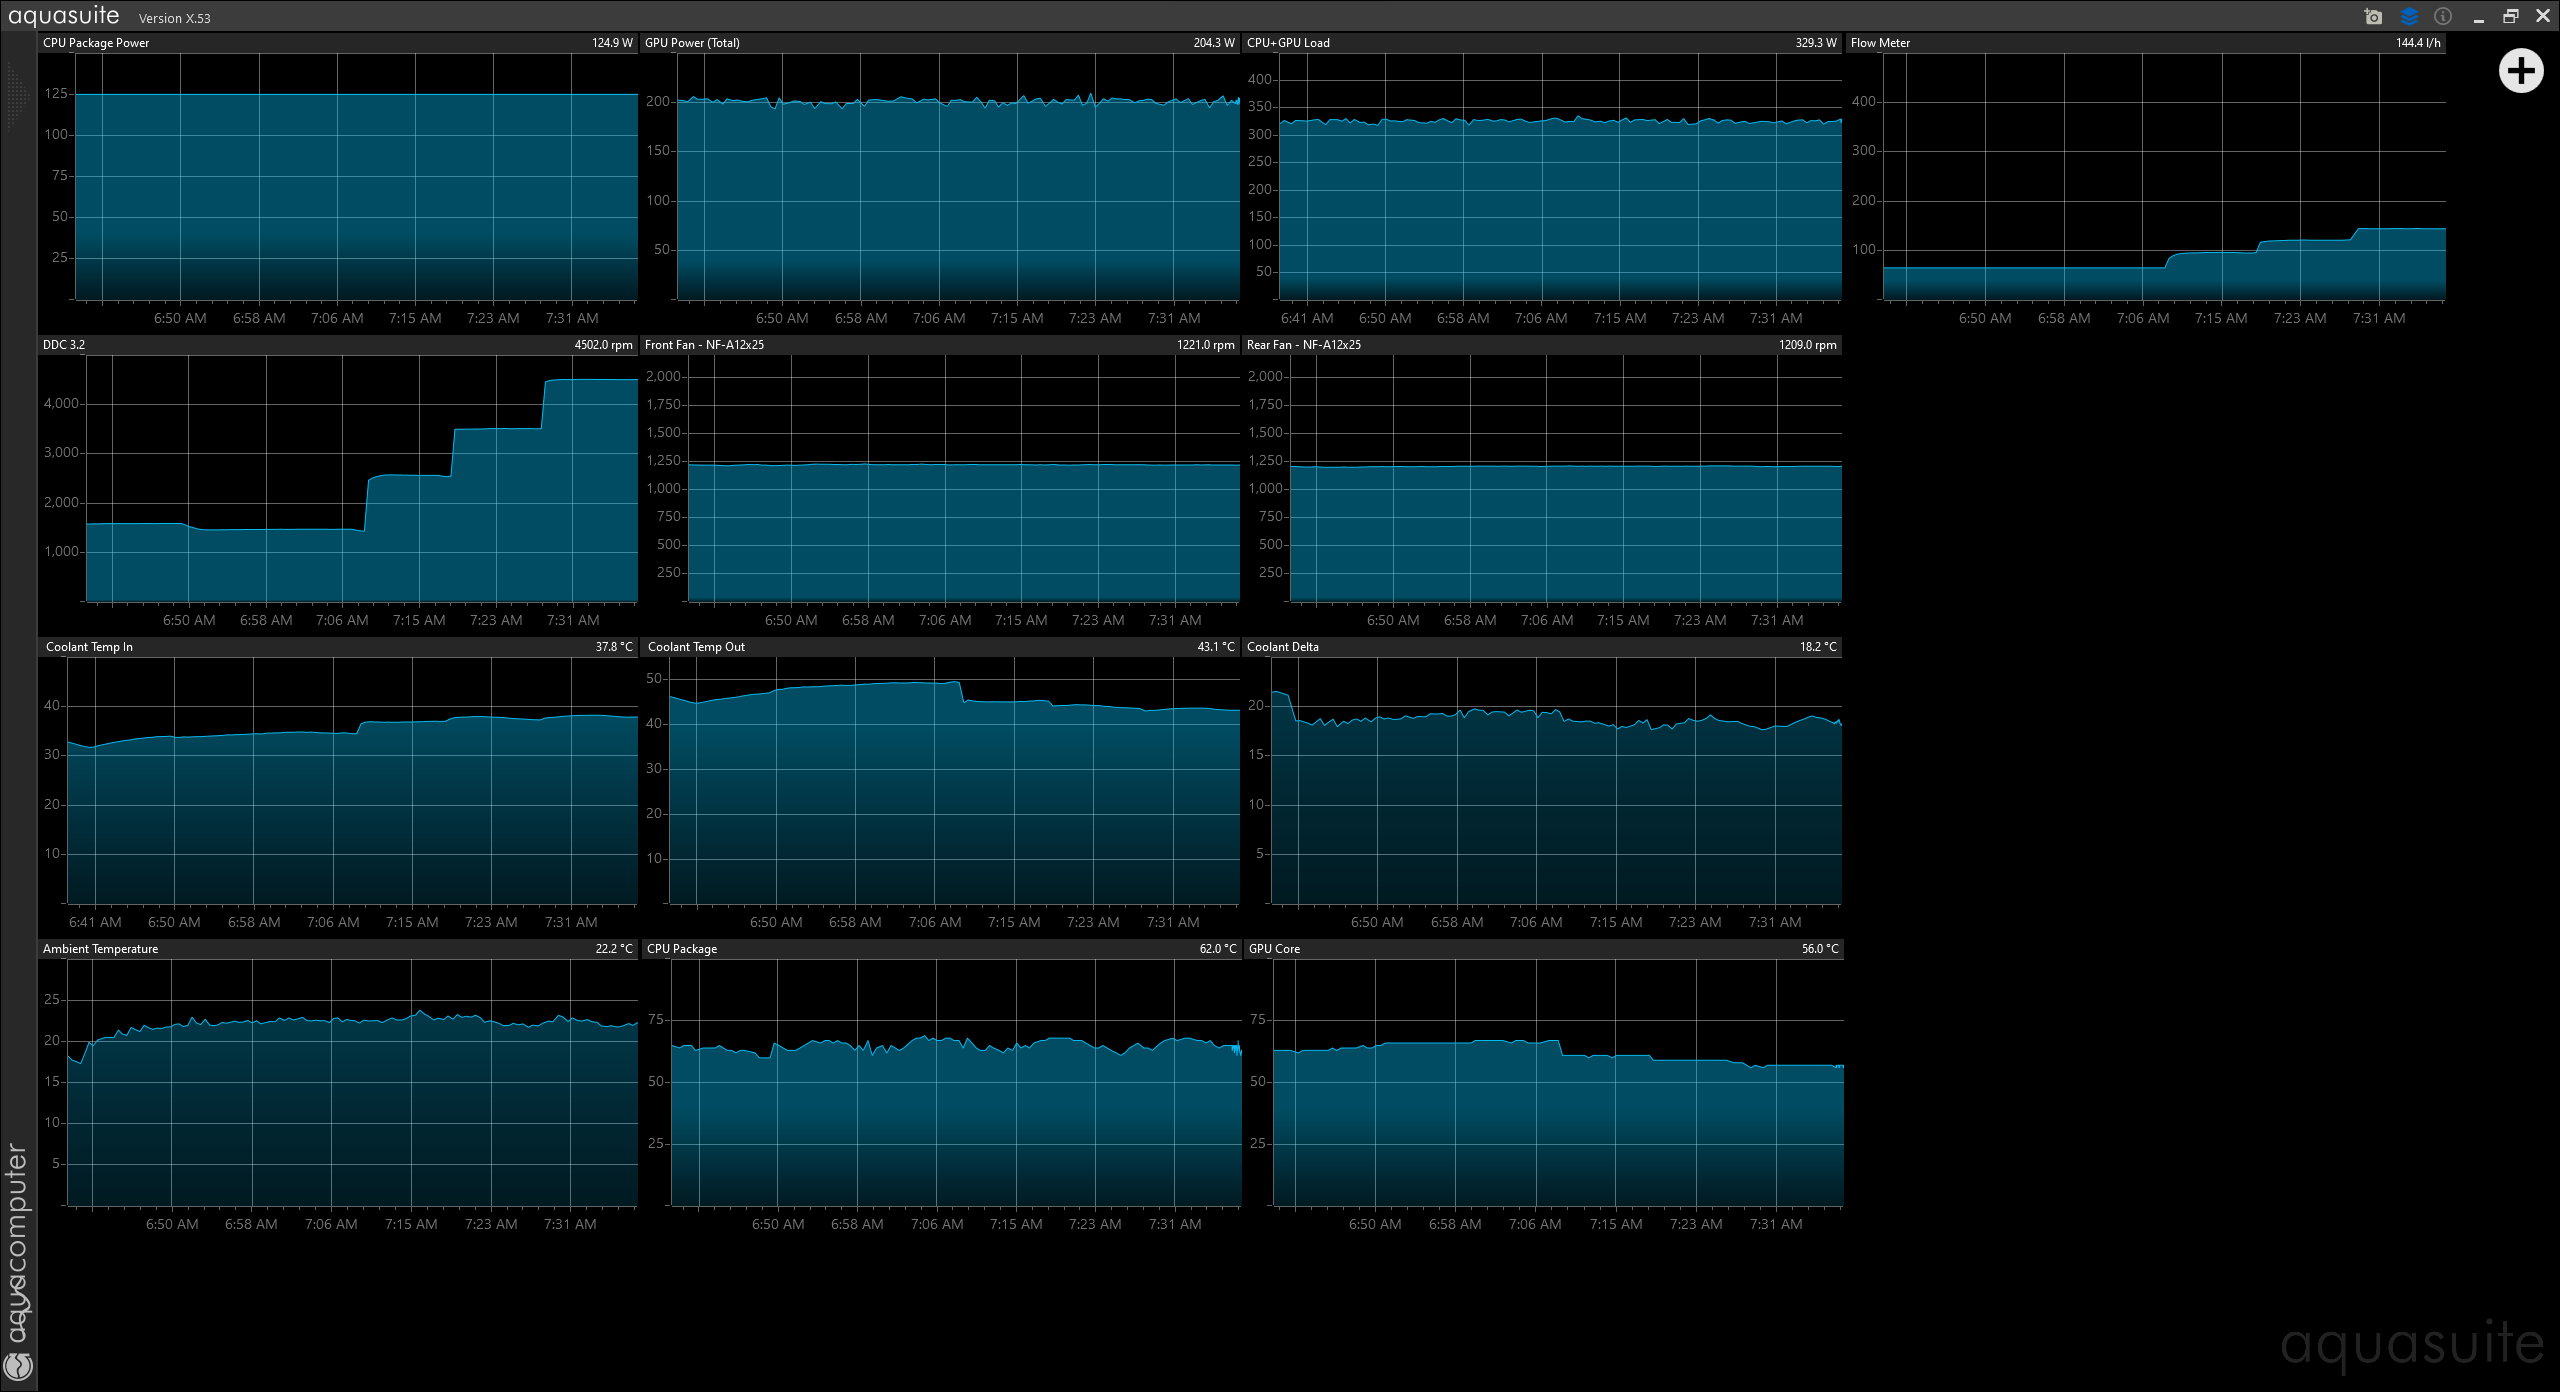 aquasuite Version X.53
CPU Package Power 124.9 W
125
100
75
50
25
6:50 AM 6:58 AM 7:06 AM 7:15 AM 7:23 AM 7:31 AM
GPU Power (Total) 204.3 W
200
150
100
50
6:50 AM 6:58 AM 7:06 AM 7:15 AM 7:23 AM 7:31 AM
CPU+GPU Load 329.3 W
400
350
300
250
200
150
100
50
6:41 AM 6:50 AM 6:58 AM 7:06 AM 7:15 AM 7:23 AM 7:31 AM
Flow Meter 144.4 l/h
400
300
200
100
6:50 AM 6:58 AM 7:06 AM 7:15 AM 7:23 AM 7:31 AM
DDC 3.2 4502.0 rpm
4,000
3,000
2,000
1,000
6:50 AM 6:58 AM 7:06 AM 7:15 AM 7:23 AM 7:31 AM
Front Fan - NF-A12x25 1221.0 rpm
2,000
1,750
1,500
1,250
1,000
750
500
250
6:50 AM 6:58 AM 7:06 AM 7:15 AM 7:23 AM 7:31 AM
Rear Fan - NF-A12x25 1209.0 rpm
2,000
1,750
1,500
1,250
1,000
750
500
250
6:50 AM 6:58 AM 7:06 AM 7:15 AM 7:23 AM 7:31 AM
Coolant Temp In 37.8 °C
40
30
20
10
6:41 AM 6:50 AM 6:58 AM 7:06 AM 7:15 AM 7:23 AM 7:31 AM
Coolant Temp Out 43.1 °C
50
40
30
20
10
6:50 AM 6:58 AM 7:06 AM 7:15 AM 7:23 AM 7:31 AM
Coolant Delta 18.2 °C
20
15
10
5
6:50 AM 6:58 AM 7:06 AM 7:15 AM 7:23 AM 7:31 AM
Ambient Temperature 22.2 °C
25
20
15
10
5
6:50 AM 6:58 AM 7:06 AM 7:15 AM 7:23 AM 7:31 AM
CPU Package 62.0 °C
75
50
25
6:50 AM 6:58 AM 7:06 AM 7:15 AM 7:23 AM 7:31 AM
GPU Core 56.0 °C
75
50
25
6:50 AM 6:58 AM 7:06 AM 7:15 AM 7:23 AM 7:31 AM
aquacomputer
aquasuite